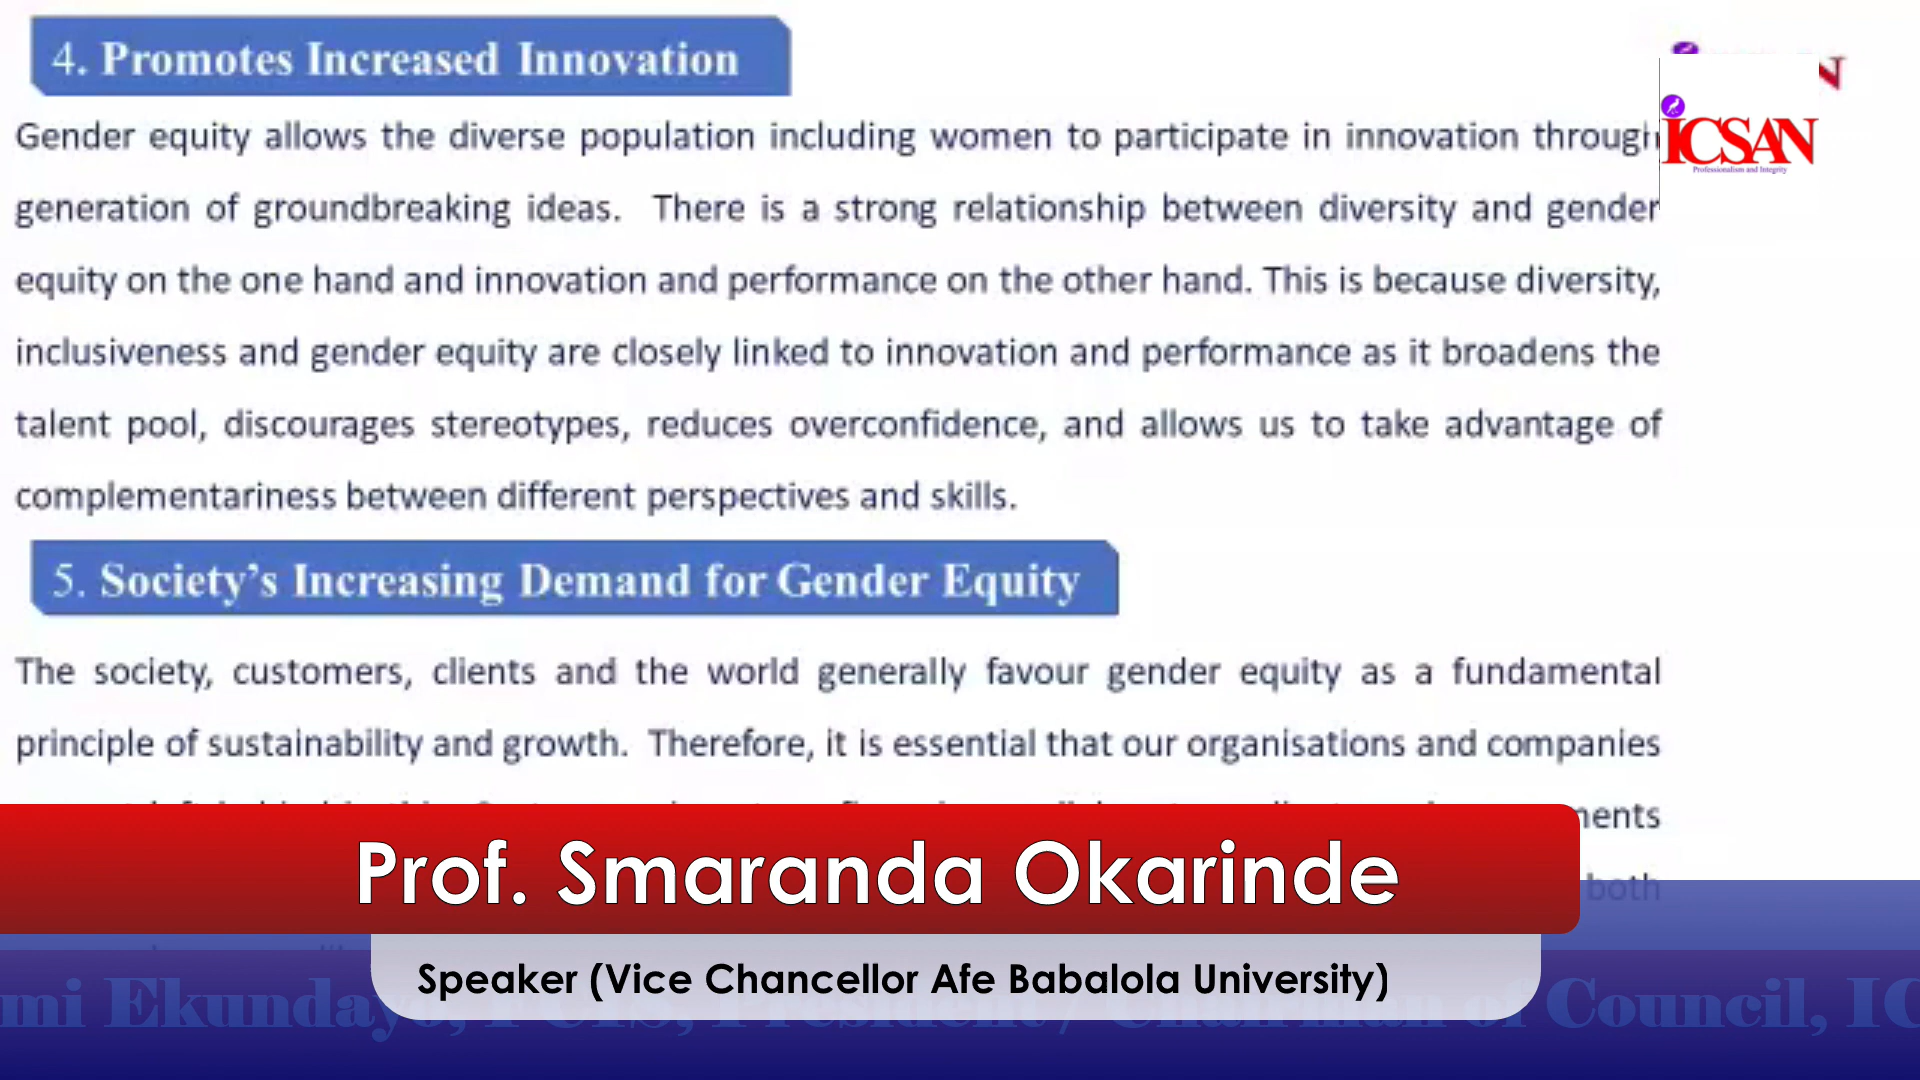 4. Promotes Increased Innovation
N
Gender equity allows the diverse population including women to participate in innovation through
ICSAN
Professionalism and Integrity
generation of groundbreaking ideas. There is a strong relationship between diversity and gender
equity on the one hand and innovation and performance on the other hand. This is because diversity,
inclusiveness and gender equity are closely linked to innovation and performance as it broadens the
talent pool, discourages stereotypes, reduces overconfidence, and allows us to take advantage of
complementariness between different perspectives and skills.
5. Society’s Increasing Demand for Gender Equity
The society, customers, clients and the world generally favour gender equity as a fundamental
principle of sustainability and growth. Therefore, it is essential that our organisations and companies
both
Prof. Smaranda Okarinde
Speaker (Vice Chancellor Afe Babalola University)
mi Ekundayo, FCIS, President / Chairman of Council, IC